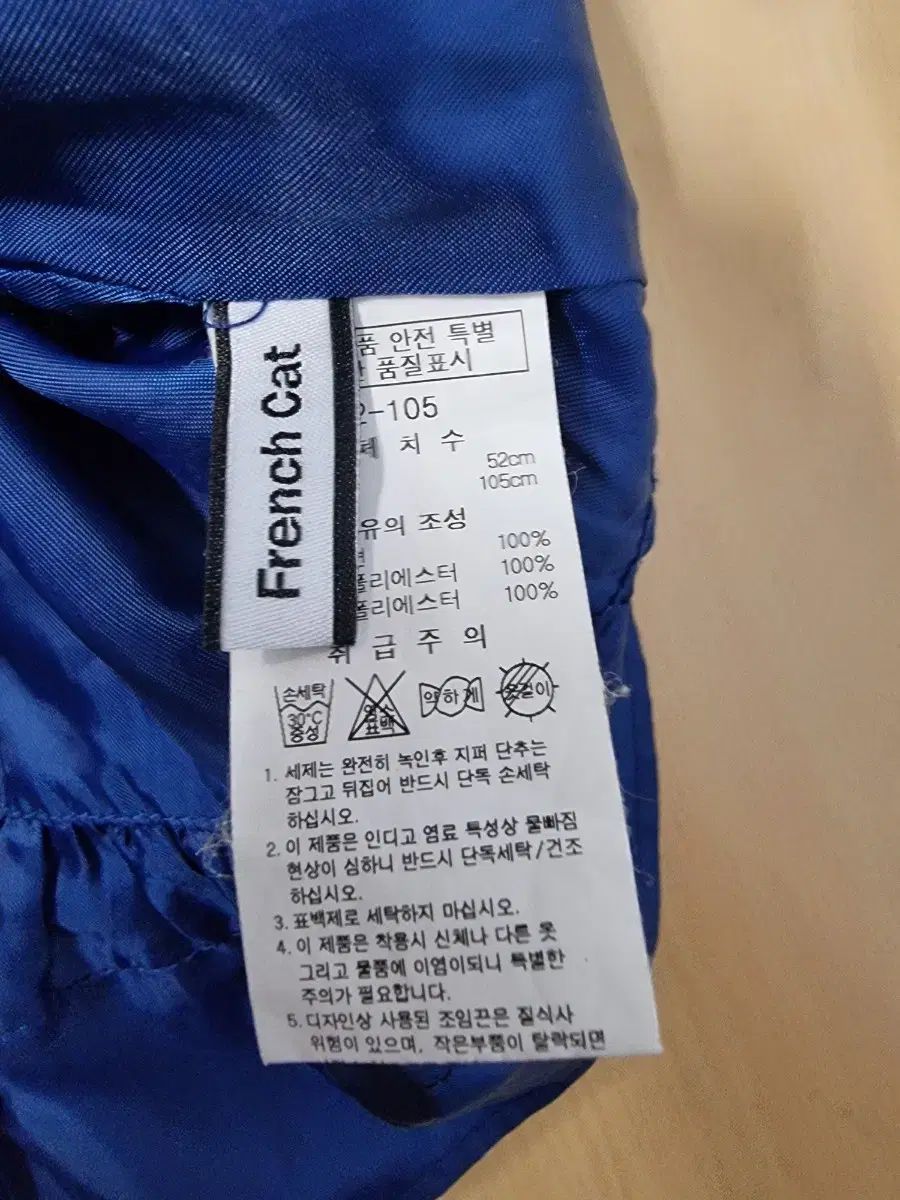 French Cat
품 안전 특별
품질표시
-105
체 치 수
52cm
105cm
유의 조성
100%
폴리에스터 100%
폴리에스터 100%
취 급 주 의
손세탁
30℃
중성
염소
표백
약하게
옷걸이
1. 세제는 완전히 녹인후 지퍼 단추는
잠그고 뒤집어 반드시 단독 손세탁
하십시오.
2. 이 제품은 인디고 염료 특성상 물빠짐
현상이 심하니 반드시 단독세탁/건조
하십시오.
3. 표백제로 세탁하지 마십시오.
4. 이 제품은 착용시 신체나 다른 옷
그리고 물품에 이염이되니 특별한
주의가 필요합니다.
5. 디자인상 사용된 조임끈은 질식사
위험이 있으며, 작은부품이 탈락되면